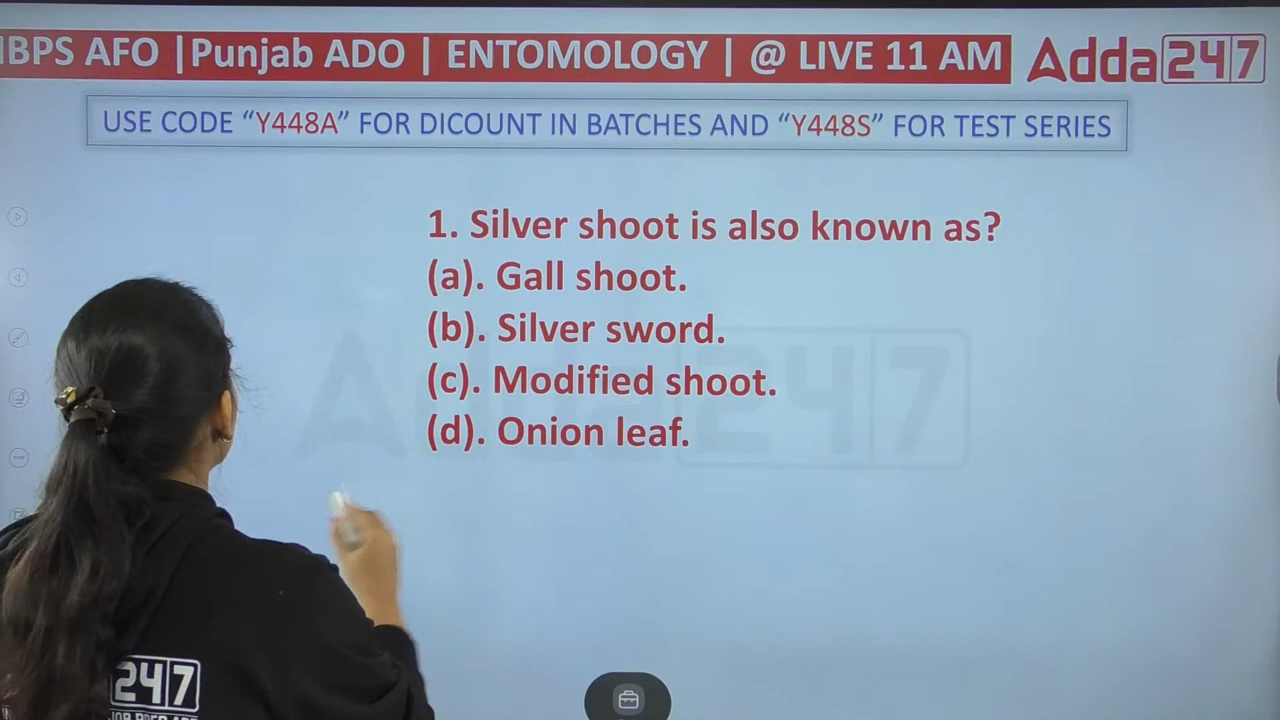 IBPS AFO |Punjab ADO | ENTOMOLOGY | @ LIVE 11 AM
Adda247
USE CODE “Y448A” FOR DICOUNT IN BATCHES AND “Y448S” FOR TEST SERIES
1. Silver shoot is also known as?
(a). Gall shoot.
(b). Silver sword.
(c). Modified shoot.
(d). Onion leaf.
Adda247
247